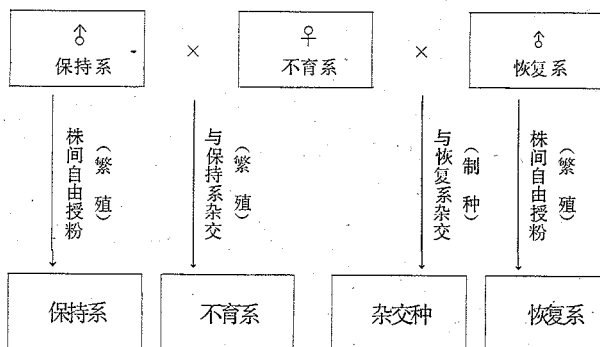 ♂ × ♀ × ♂
保持系 不育系 恢复系
株间自由授粉
（繁殖）
与保持系杂交
（繁殖）
与恢复系杂交
（制种）
株间自由授粉
（繁殖）
保持系 不育系 杂交种 恢复系